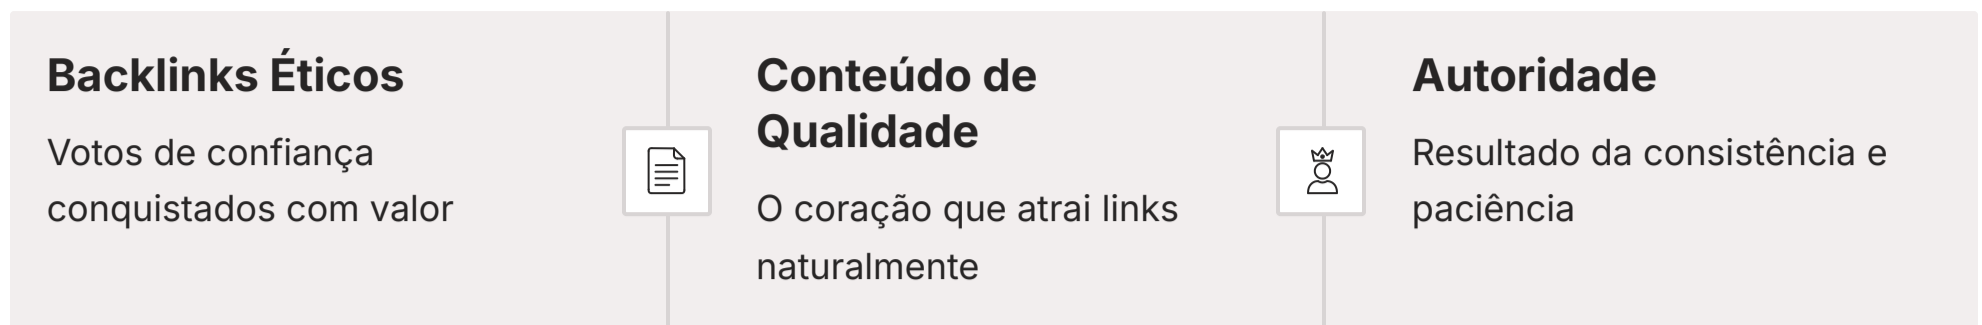 Backlinks Éticos
Votos de confiança
conquistados com valor
Conteúdo de
Qualidade
O coração que atrai links
naturalmente
Autoridade
Resultado da consistência e
paciência